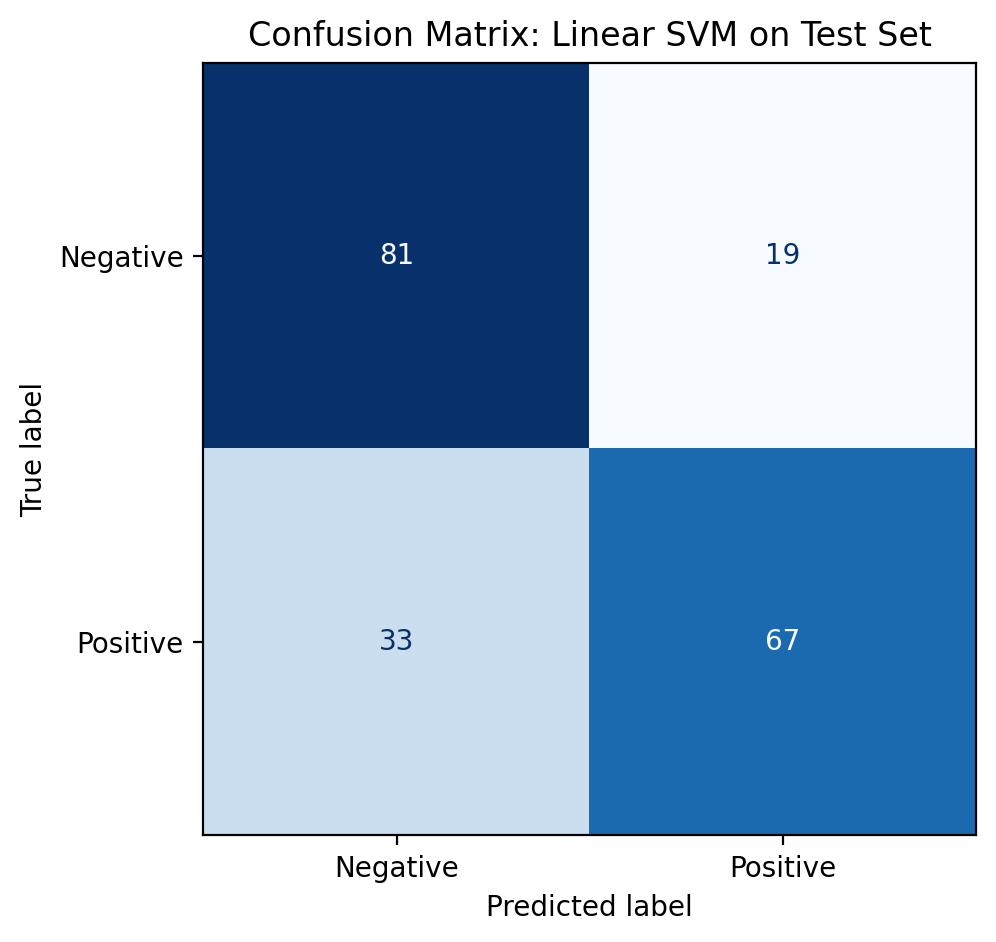 Confusion Matrix: Linear SVM on Test Set
Negative
81
19
True label
Positive
33
67
Negative
Positive
Predicted label